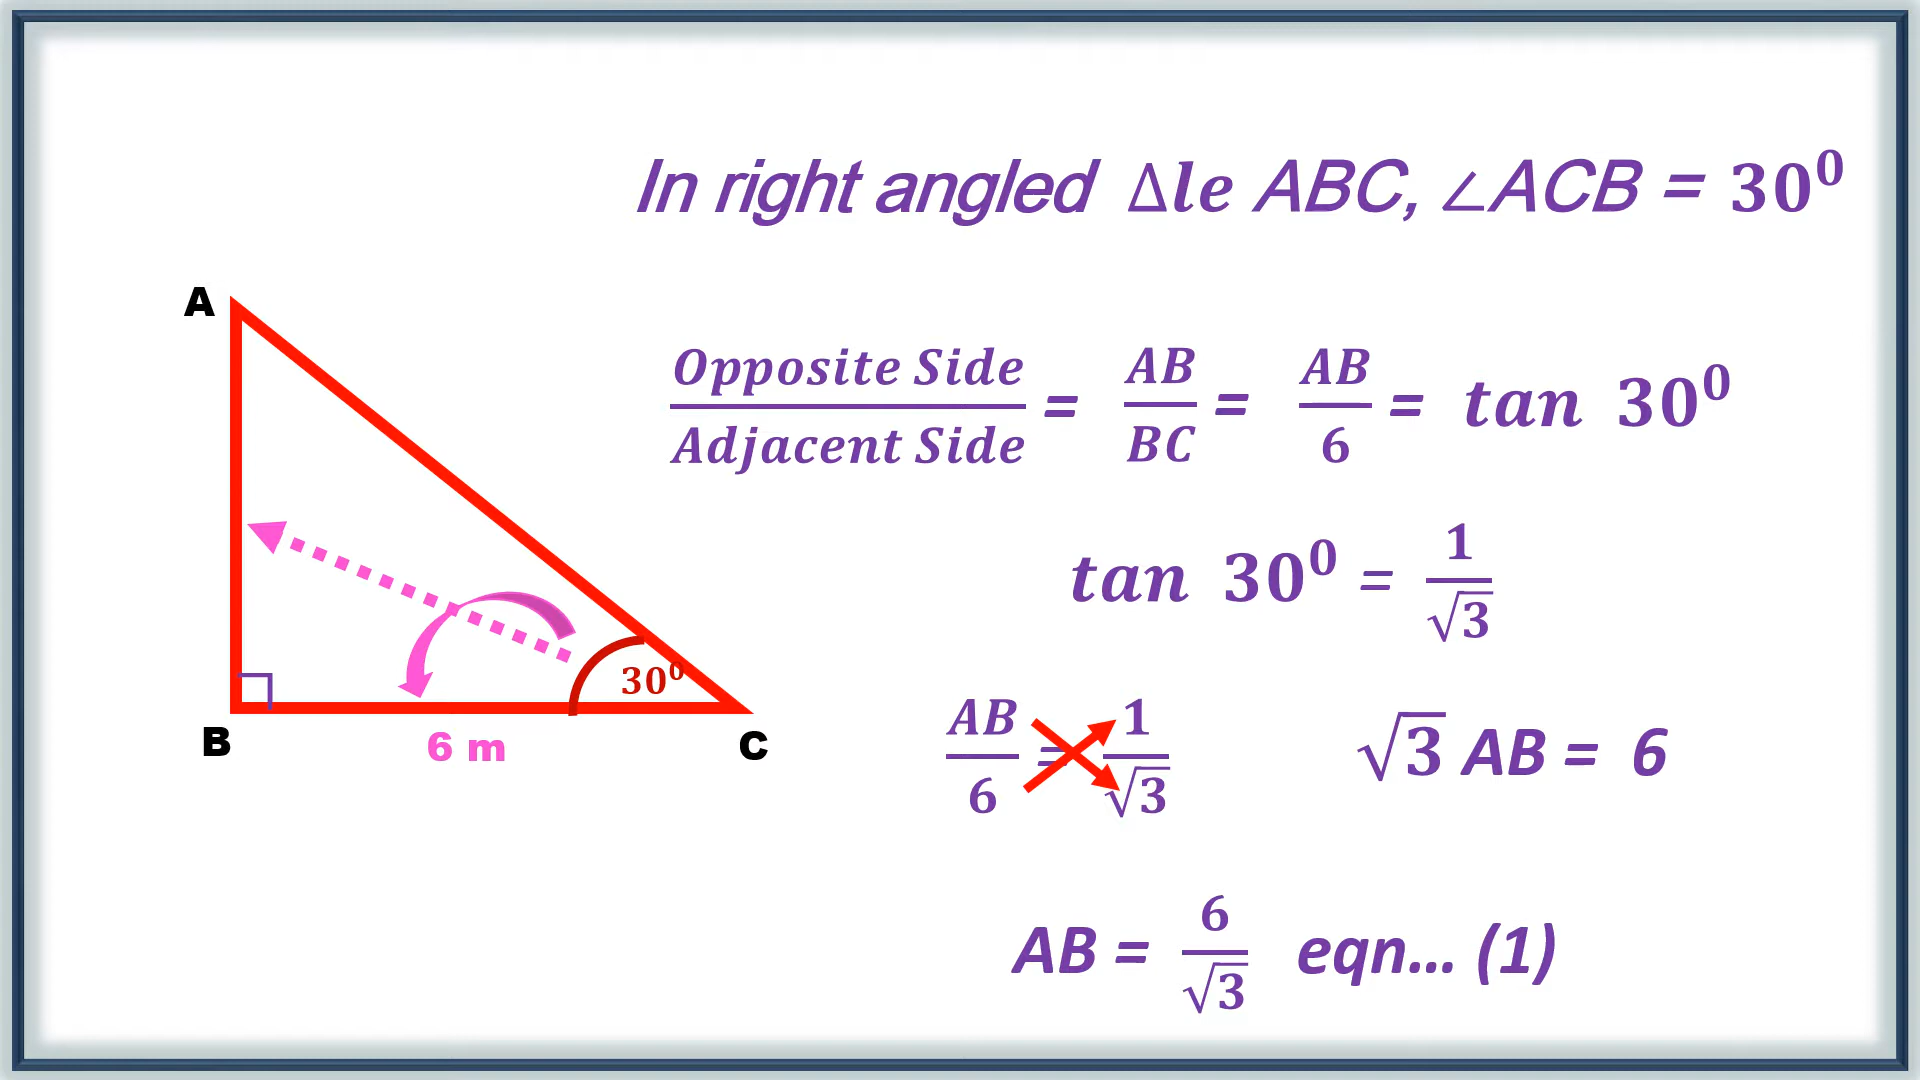 In right angled Δle ABC, ∠ACB = 30⁰
A
Opposite Side / Adjacent Side = AB / BC = AB / 6 = tan 30⁰
tan 30⁰ = 1 / √3
30⁰
B
6 m
C
AB / 6 = 1 / √3
√3 AB = 6
AB = 6 / √3 eqn... (1)